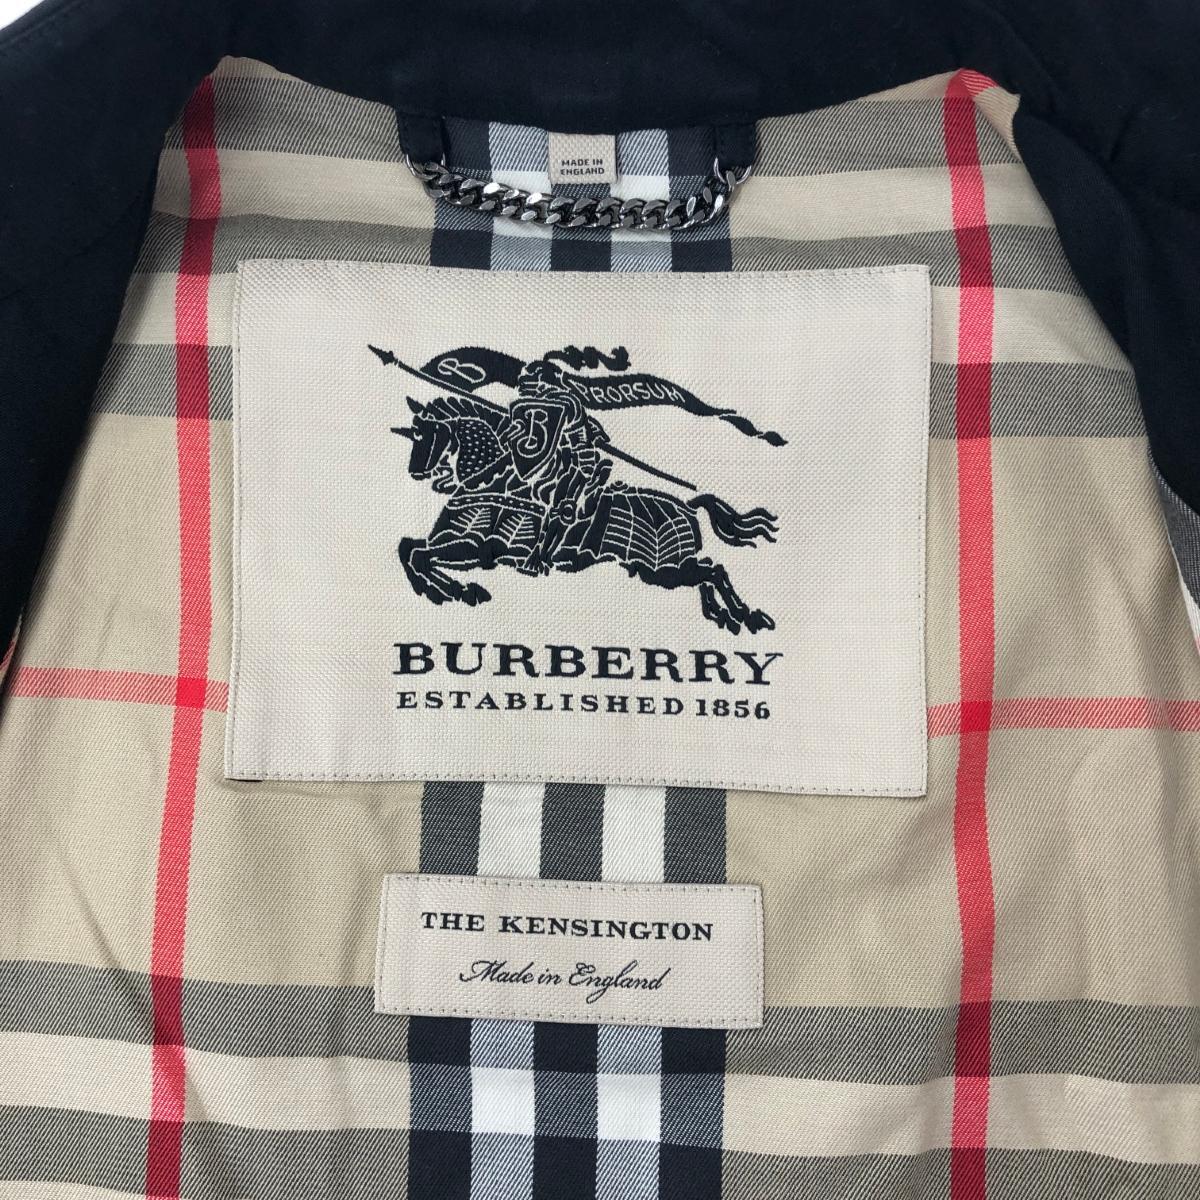 MADE IN
ENGLAND
B PRORSUM
B
BURBERRY
ESTABLISHED 1856
THE KENSINGTON
Made in England